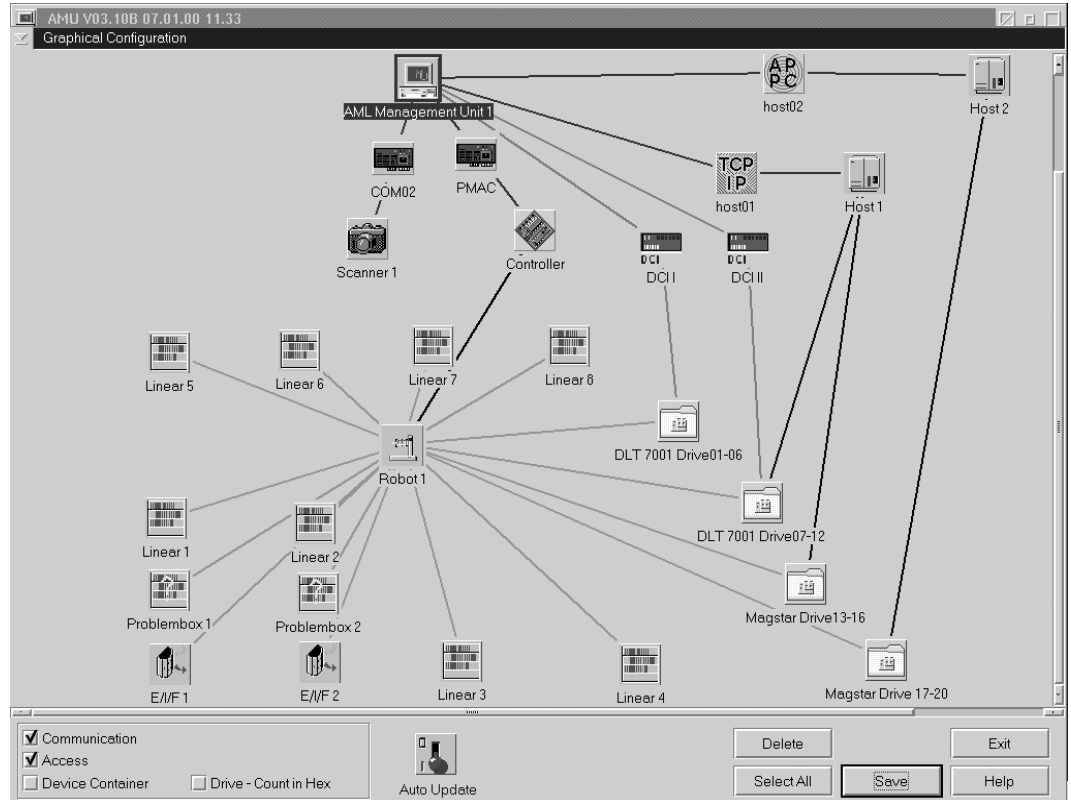 AMU V03.10B 07.01.00 11.33
Graphical Configuration
AML Management Unit 1
A P
P C
host02
Host 2
COM02
PMAC
TCP
IP
host01
Host 1
Scanner 1
Controller
DCI
DCI I
DCI
DCI II
Linear 5
Linear 6
Linear 7
Linear 8
DLT 7001 Drive01-06
Robot 1
DLT 7001 Drive07-12
Linear 1
Linear 2
Magstar Drive13-16
Problembox 1
Problembox 2
E/I/F 1
E/I/F 2
Linear 3
Linear 4
Magstar Drive 17-20
Communication
Access
Device Container
Drive - Count in Hex
Auto Update
Delete
Exit
Select All
Save
Help